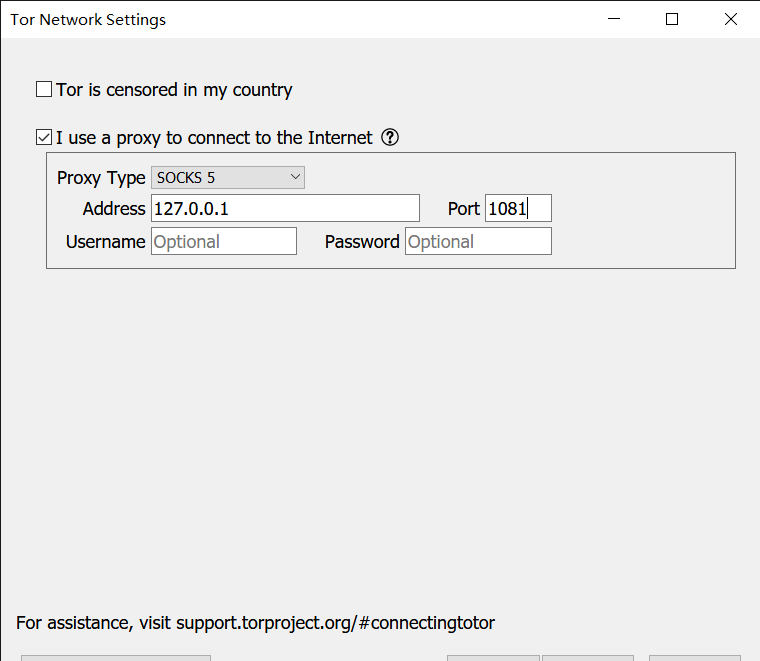 Tor Network Settings
Tor is censored in my country
I use a proxy to connect to the Internet ?
Proxy Type SOCKS 5
Address 127.0.0.1 Port 1081
Username Optional Password Optional
For assistance, visit support.torproject.org/#connectingtotor